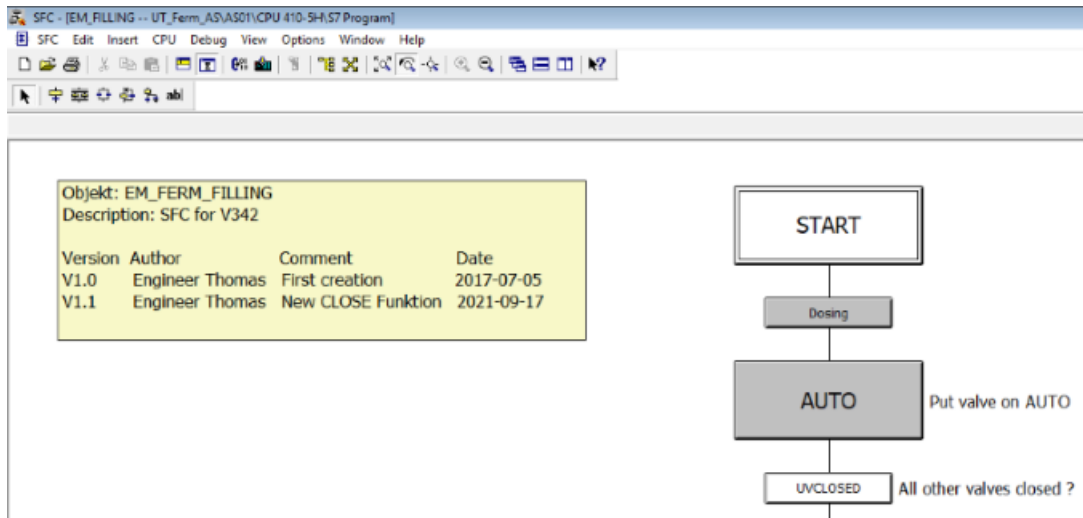 SFC - [EM_FILLING -- UT_Ferm_AS\AS01\CPU 410-5H\S7 Program]
SFC Edit Insert CPU Debug View Options Window Help
abl
Objekt: EM_FERM_FILLING
Description: SFC for V342
Version Author Comment Date
V1.0 Engineer Thomas First creation 2017-07-05
V1.1 Engineer Thomas New CLOSE Funktion 2021-09-17
START
Dosing
AUTO Put valve on AUTO
UVCLOSED All other valves closed ?